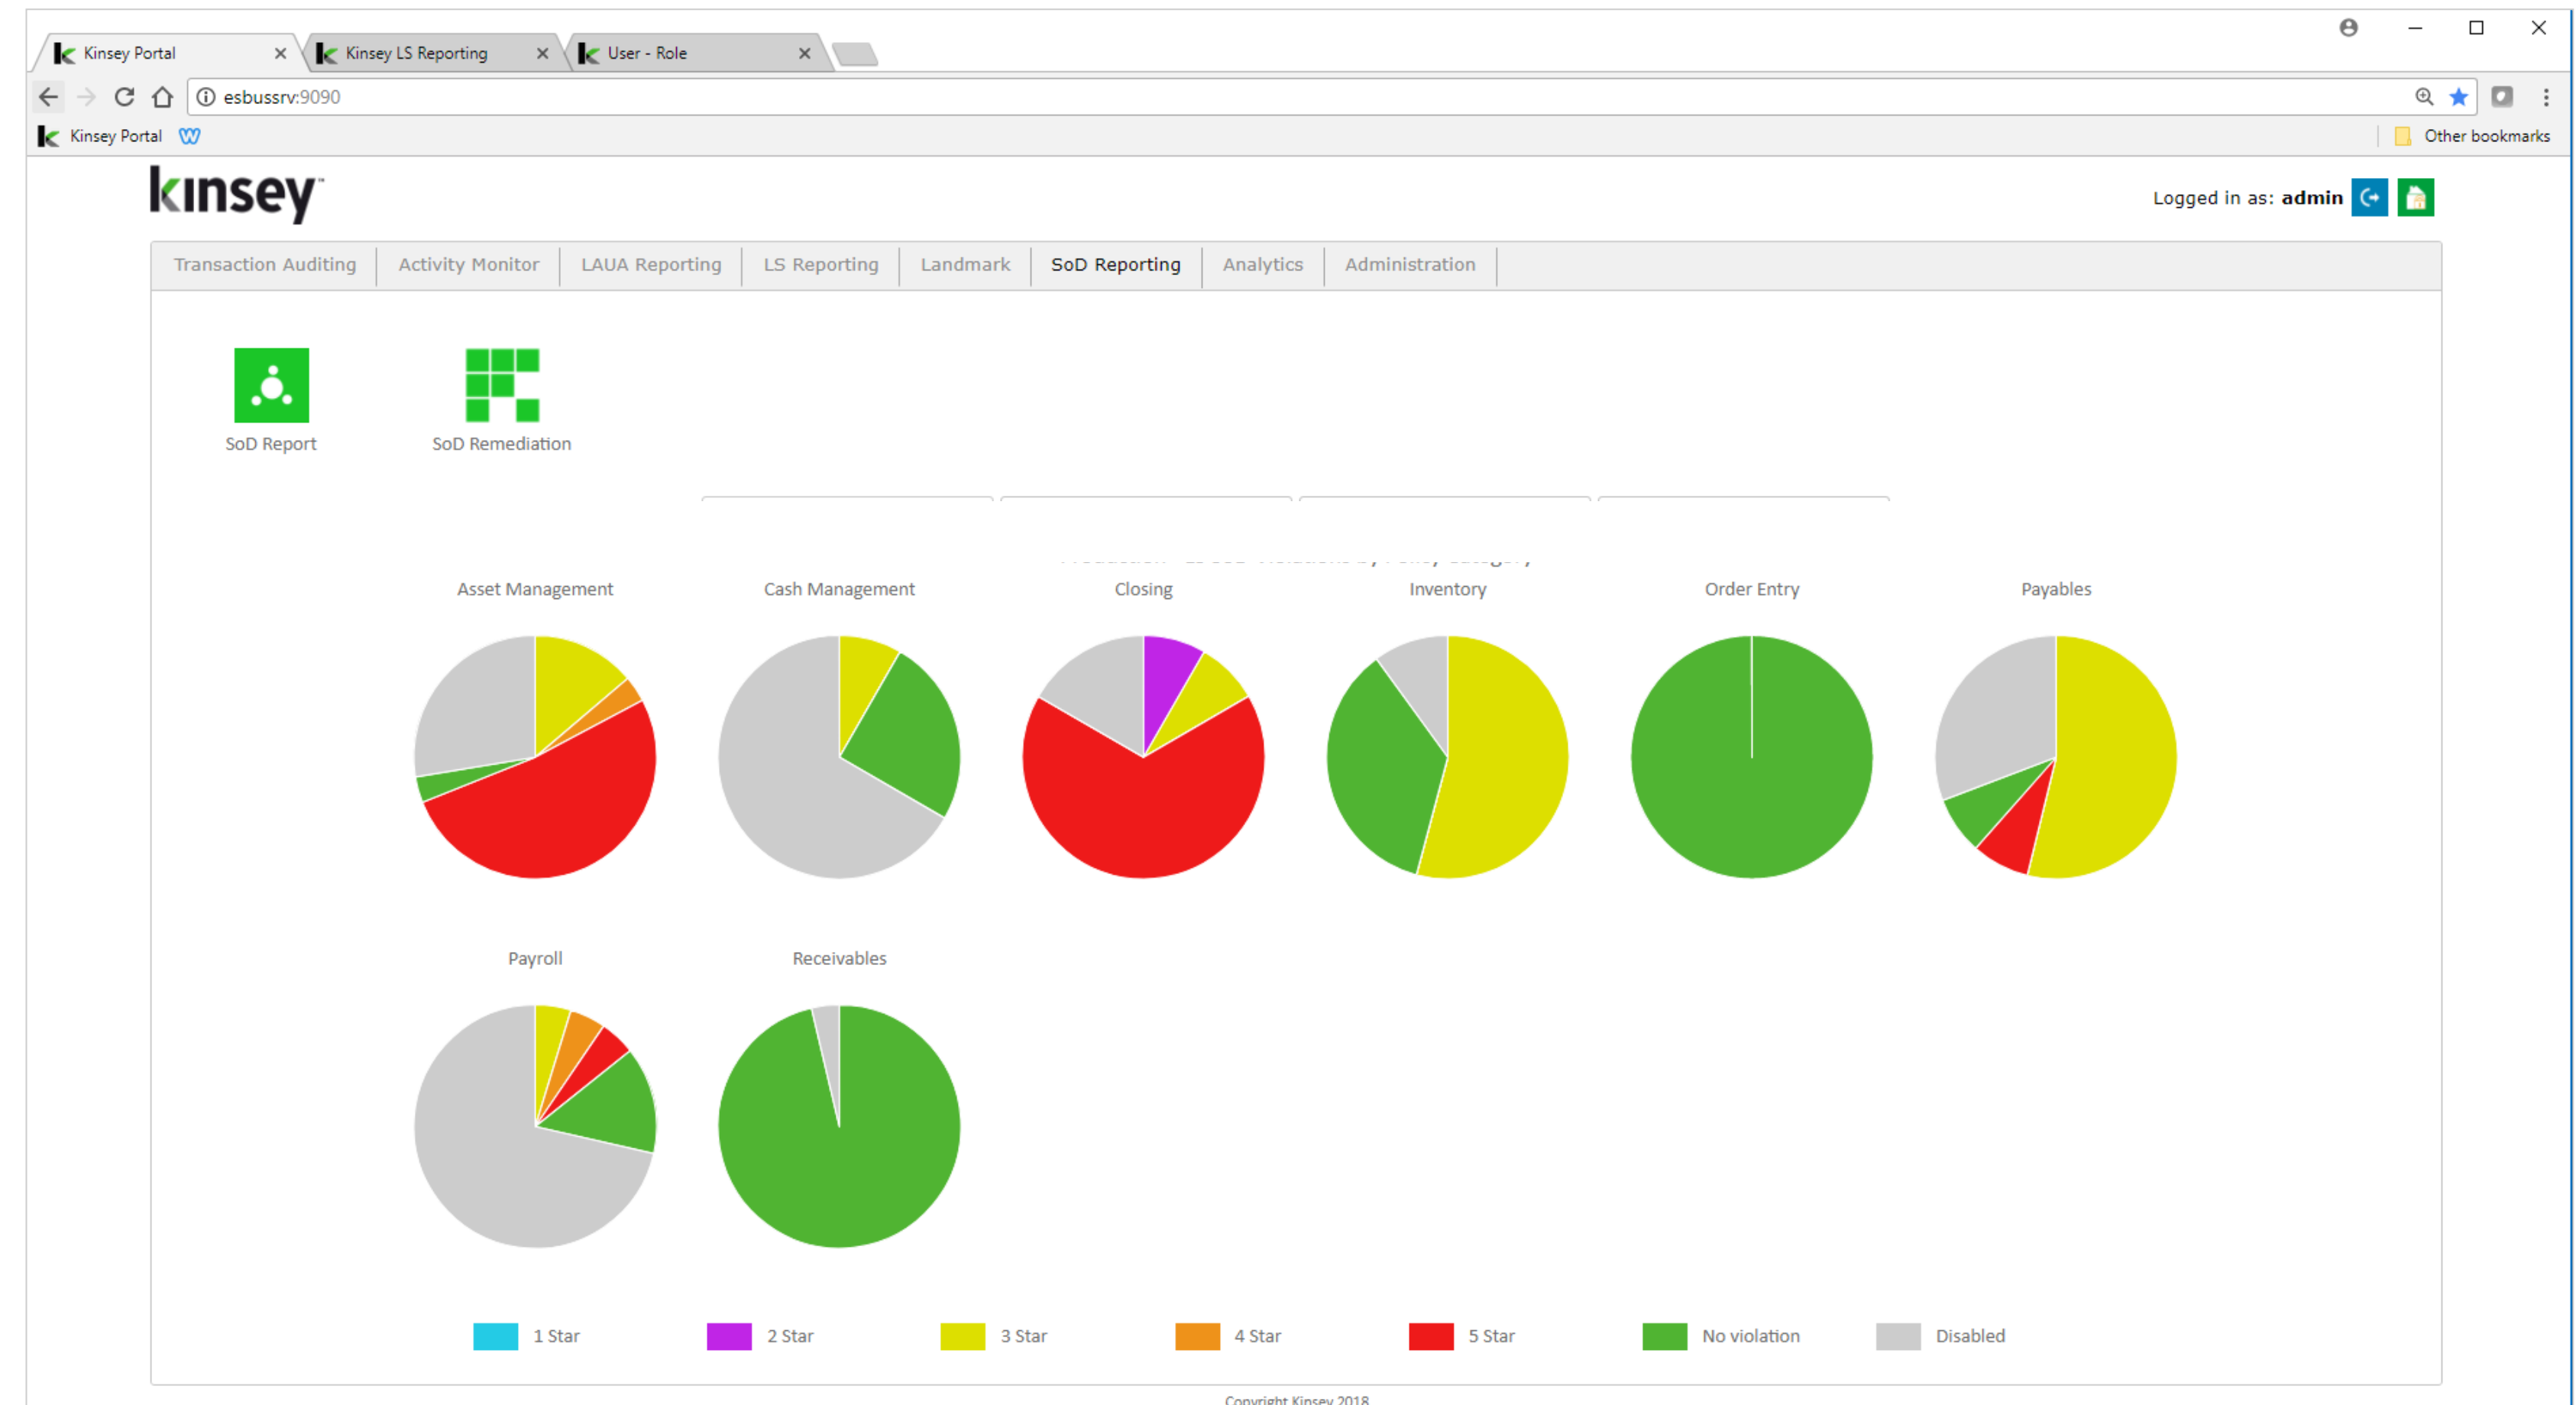 Kinsey Portal
Kinsey LS Reporting
User - Role
esbussrv:9090
Kinsey Portal
Other bookmarks
kinsey
Logged in as: admin
Transaction Auditing
Activity Monitor
LAUA Reporting
LS Reporting
Landmark
SoD Reporting
Analytics
Administration
SoD Report
SoD Remediation
Asset Management
Cash Management
Closing
Inventory
Order Entry
Payables
Payroll
Receivables
1 Star
2 Star
3 Star
4 Star
5 Star
No violation
Disabled
Copyright Kinsey 2018